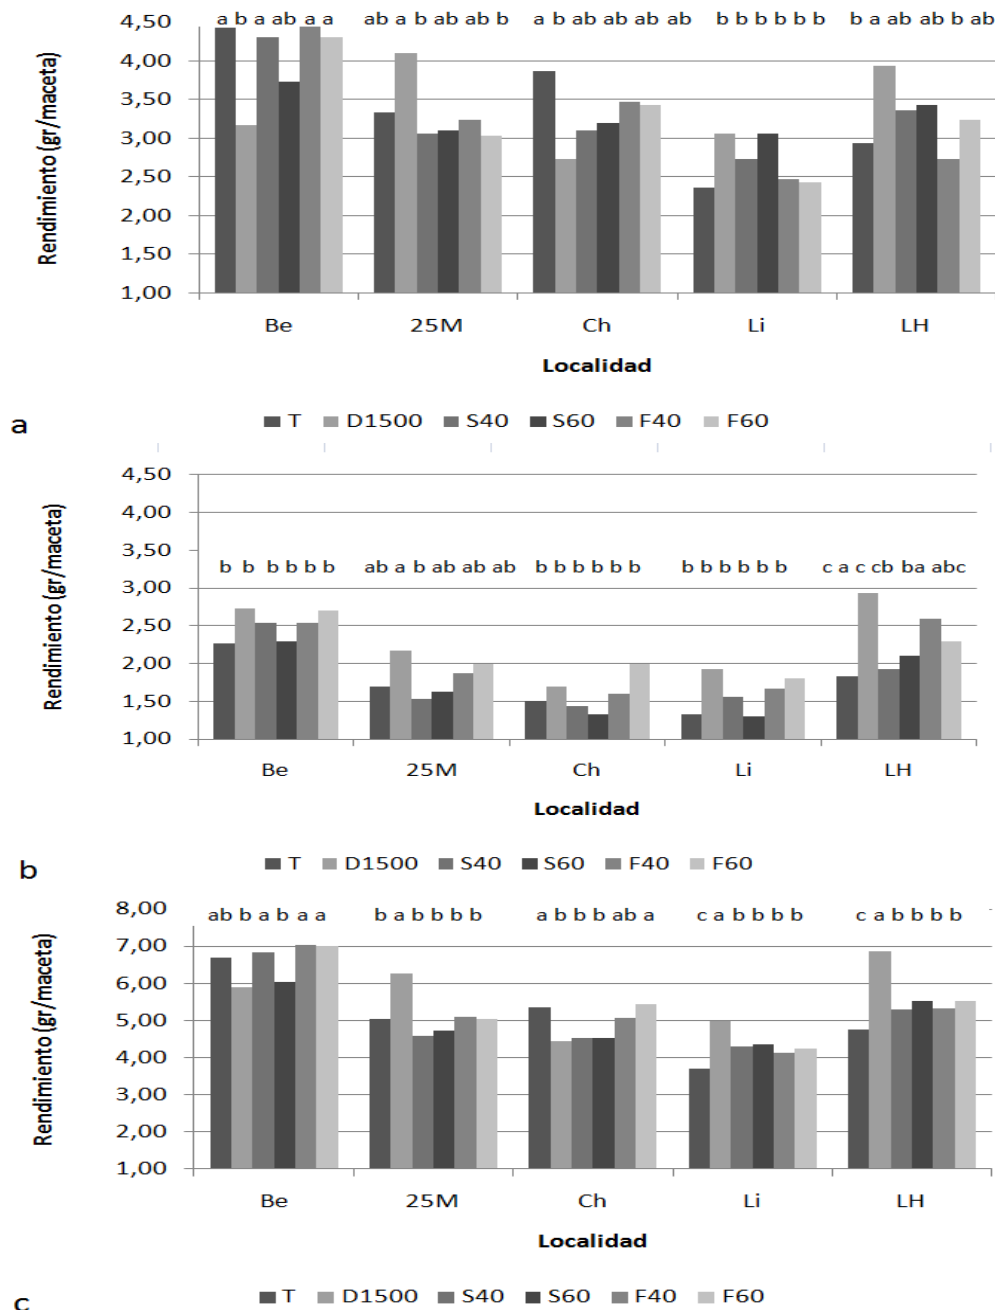 a b a ab a a ab a b ab ab b a b ab ab ab ab b b b b b b b a ab ab b ab
4,50
4,00
3,50
3,00
2,50
2,00
1,50
1,00
Rendimiento (gr/maceta)
Be 25M Ch Li LH
Localidad
T D1500 S40 S60 F40 F60
a
4,50
4,00
3,50
3,00
2,50
2,00
1,50
1,00
Rendimiento (gr/maceta)
b b b b b b ab a b ab ab ab b b b b b b b b b b b b c a c cb ba abc
Be 25M Ch Li LH
Localidad
T D1500 S40 S60 F40 F60
b
8,00
7,00
6,00
5,00
4,00
3,00
2,00
1,00
Rendimiento (gr/maceta)
ab b a b a a b a b b b b a b b b ab a c a b b b b c a b b b b
Be 25M Ch Li LH
Localidad
T D1500 S40 S60 F40 F60
c